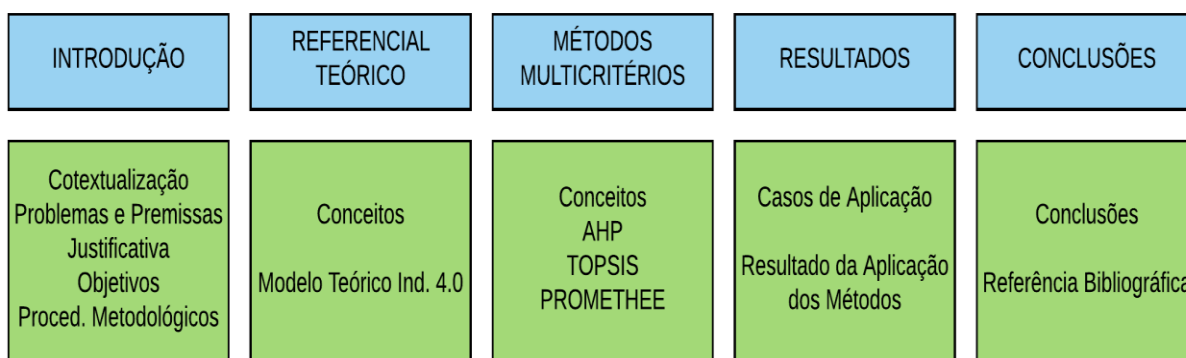 INTRODUÇÃO
REFERENCIAL
TEÓRICO
MÉTODOS
MULTICRITÉRIOS
RESULTADOS
CONCLUSÕES
Cotextualização
Problemas e Premissas
Justificativa
Objetivos
Proced. Metodológicos
Conceitos
Modelo Teórico Ind. 4.0
Conceitos
AHP
TOPSIS
PROMETHEE
Casos de Aplicação
Resultado da Aplicação
dos Métodos
Conclusões
Referência Bibliográfica